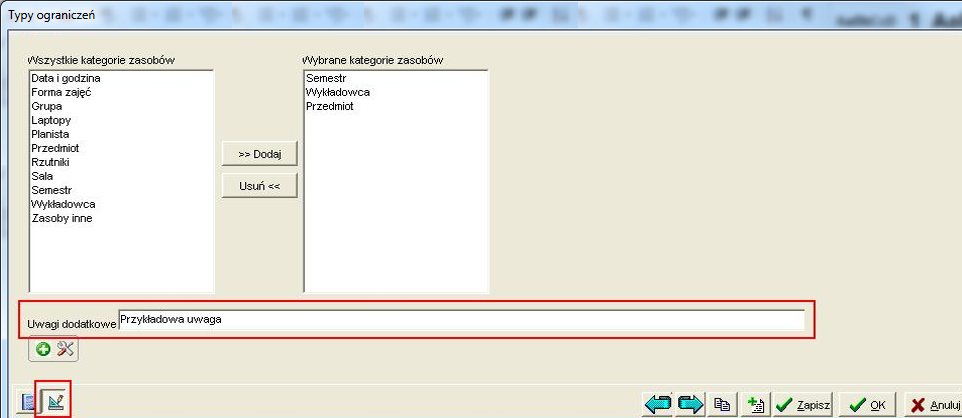 Typy ograniczeń
Wszystkie kategorie zasobów
Data i godzina
Forma zajęć
Grupa
Laptopy
Planista
Przedmiot
Rzutniki
Sala
Semestr
Wykładowca
Zasoby inne
>> Dodaj
Usuń <<
Wybrane kategorie zasobów
Semestr
Wykładowca
Przedmiot
Uwagi dodatkowe Przykładowa uwaga
Zapisz
OK
Anuluj